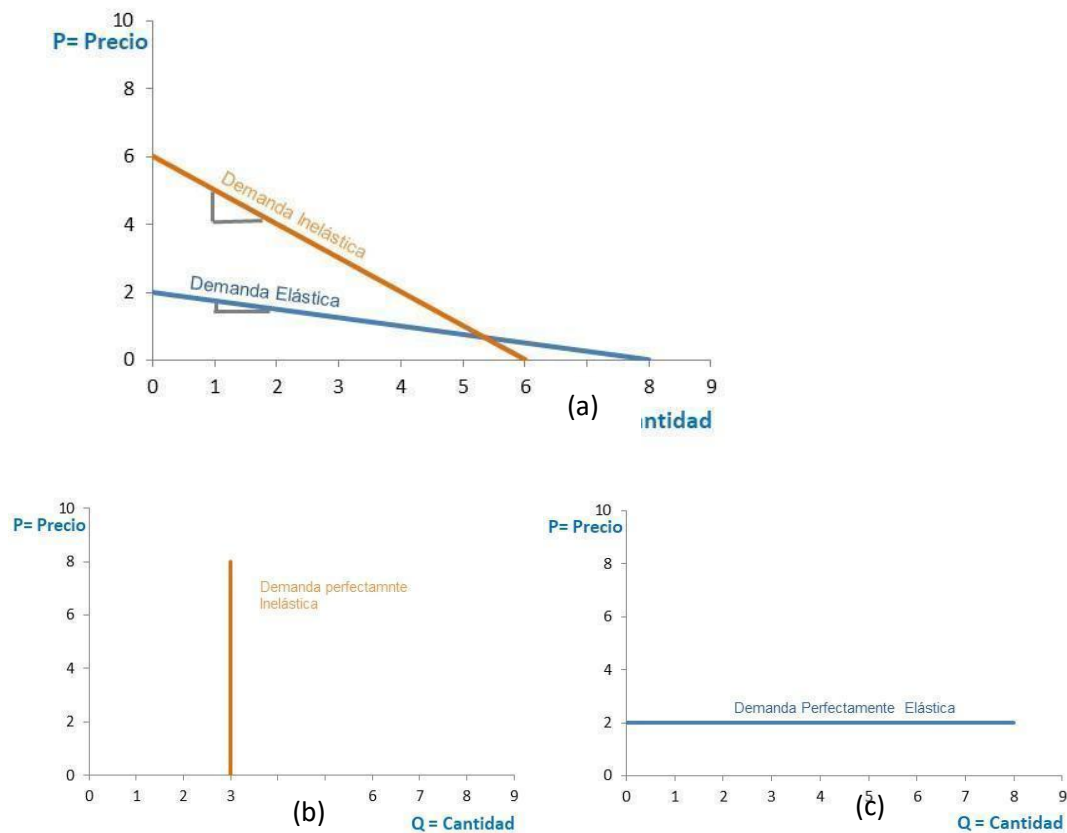 10
P= Precio
8
6
4
2
0
Demanda Inelástica
Demanda Elástica
0 1 2 3 4 5 6 8 9
(a)
ntidad
10
P= Precio
8
6
4
2
0
Demanda perfectamnte
Inelástica
0 1 2 3 6 7 8 9
(b)
Q = Cantidad
10
P= Precio
8
6
4
2
0
Demanda Perfectamente Elástica
0 1 2 3 4 5 6 7 8 9
(c)
Q = Cantidad